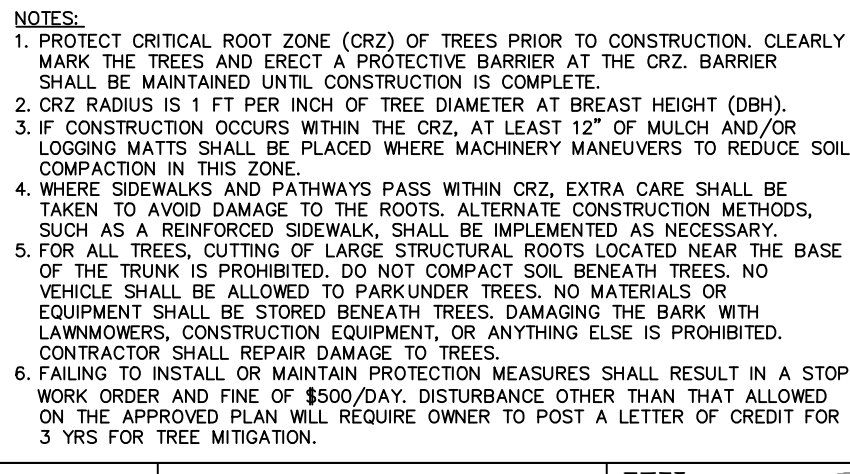 NOTES:
1. PROTECT CRITICAL ROOT ZONE (CRZ) OF TREES PRIOR TO CONSTRUCTION. CLEARLY
MARK THE TREES AND ERECT A PROTECTIVE BARRIER AT THE CRZ. BARRIER
SHALL BE MAINTAINED UNTIL CONSTRUCTION IS COMPLETE.
2. CRZ RADIUS IS 1 FT PER INCH OF TREE DIAMETER AT BREAST HEIGHT (DBH).
3. IF CONSTRUCTION OCCURS WITHIN THE CRZ, AT LEAST 12” OF MULCH AND/OR
LOGGING MATTS SHALL BE PLACED WHERE MACHINERY MANEUVERS TO REDUCE SOIL
COMPACTION IN THIS ZONE.
4. WHERE SIDEWALKS AND PATHWAYS PASS WITHIN CRZ, EXTRA CARE SHALL BE
TAKEN TO AVOID DAMAGE TO THE ROOTS. ALTERNATE CONSTRUCTION METHODS,
SUCH AS A REINFORCED SIDEWALK, SHALL BE IMPLEMENTED AS NECESSARY.
5. FOR ALL TREES, CUTTING OF LARGE STRUCTURAL ROOTS LOCATED NEAR THE BASE
OF THE TRUNK IS PROHIBITED. DO NOT COMPACT SOIL BENEATH TREES. NO
VEHICLE SHALL BE ALLOWED TO PARKUNDER TREES. NO MATERIALS OR
EQUIPMENT SHALL BE STORED BENEATH TREES. DAMAGING THE BARK WITH
LAWNMOWERS, CONSTRUCTION EQUIPMENT, OR ANYTHING ELSE IS PROHIBITED.
CONTRACTOR SHALL REPAIR DAMAGE TO TREES.
6. FAILING TO INSTALL OR MAINTAIN PROTECTION MEASURES SHALL RESULT IN A STOP
WORK ORDER AND FINE OF $500/DAY. DISTURBANCE OTHER THAN THAT ALLOWED
ON THE APPROVED PLAN WILL REQUIRE OWNER TO POST A LETTER OF CREDIT FOR
3 YRS FOR TREE MITIGATION.